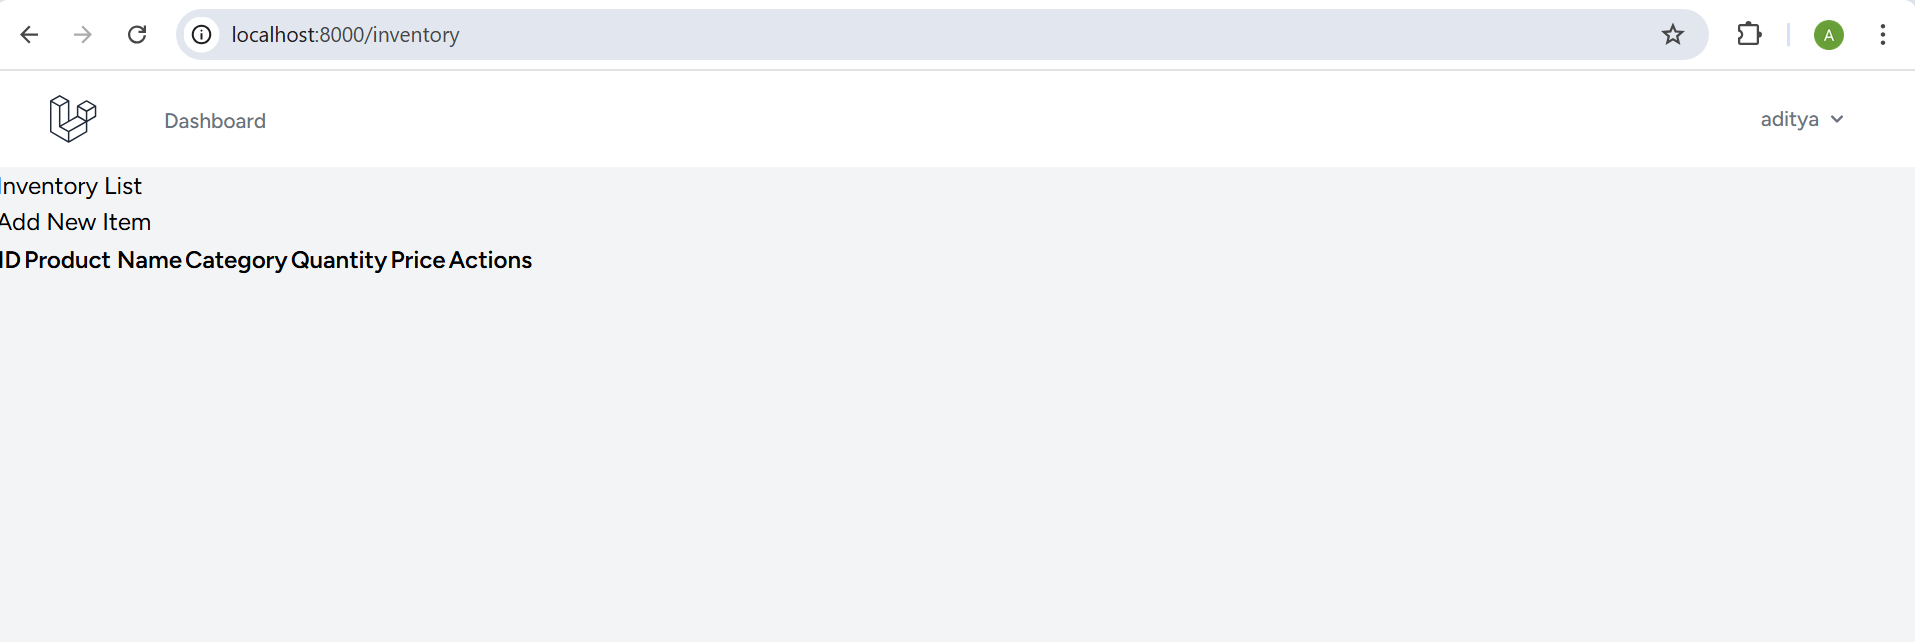 localhost:8000/inventory
A
Dashboard
aditya
Inventory List
Add New Item
ID Product Name Category Quantity Price Actions